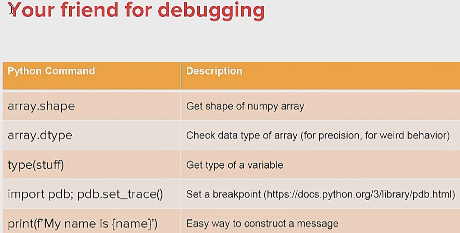 Your friend for debugging
Python Command Description
array.shape Get shape of numpy array
array.dtype Check data type of array (for precision, for weird behavior)
type(stuff) Get type of a variable
import pdb; pdb.set_trace() Set a breakpoint (https://docs.python.org/3/library/pdb.html)
print(f'My name is {name}') Easy way to construct a message